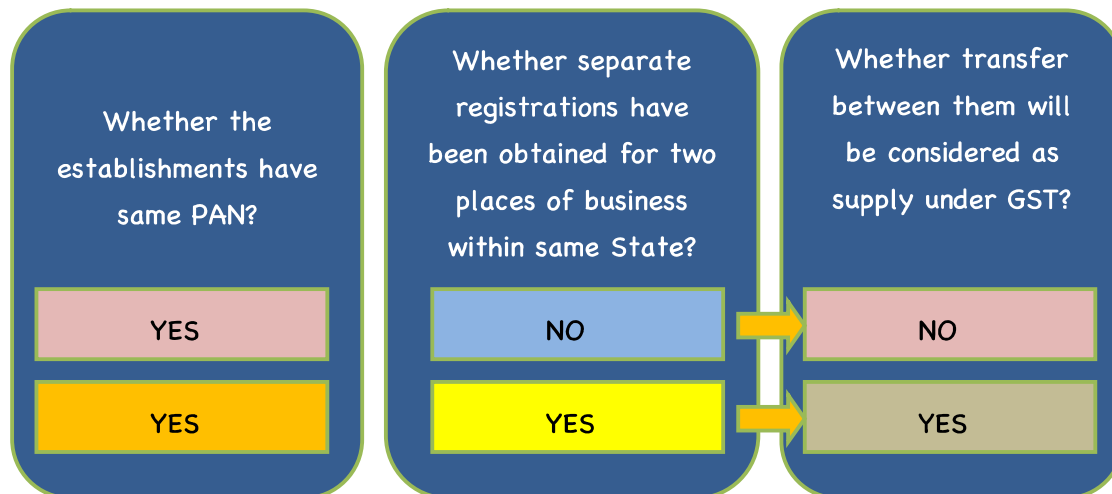 Whether the
establishments have
same PAN?
YES
YES
Whether separate
registrations have
been obtained for two
places of business
within same State?
NO
YES
Whether transfer
between them will
be considered as
supply under GST?
NO
YES